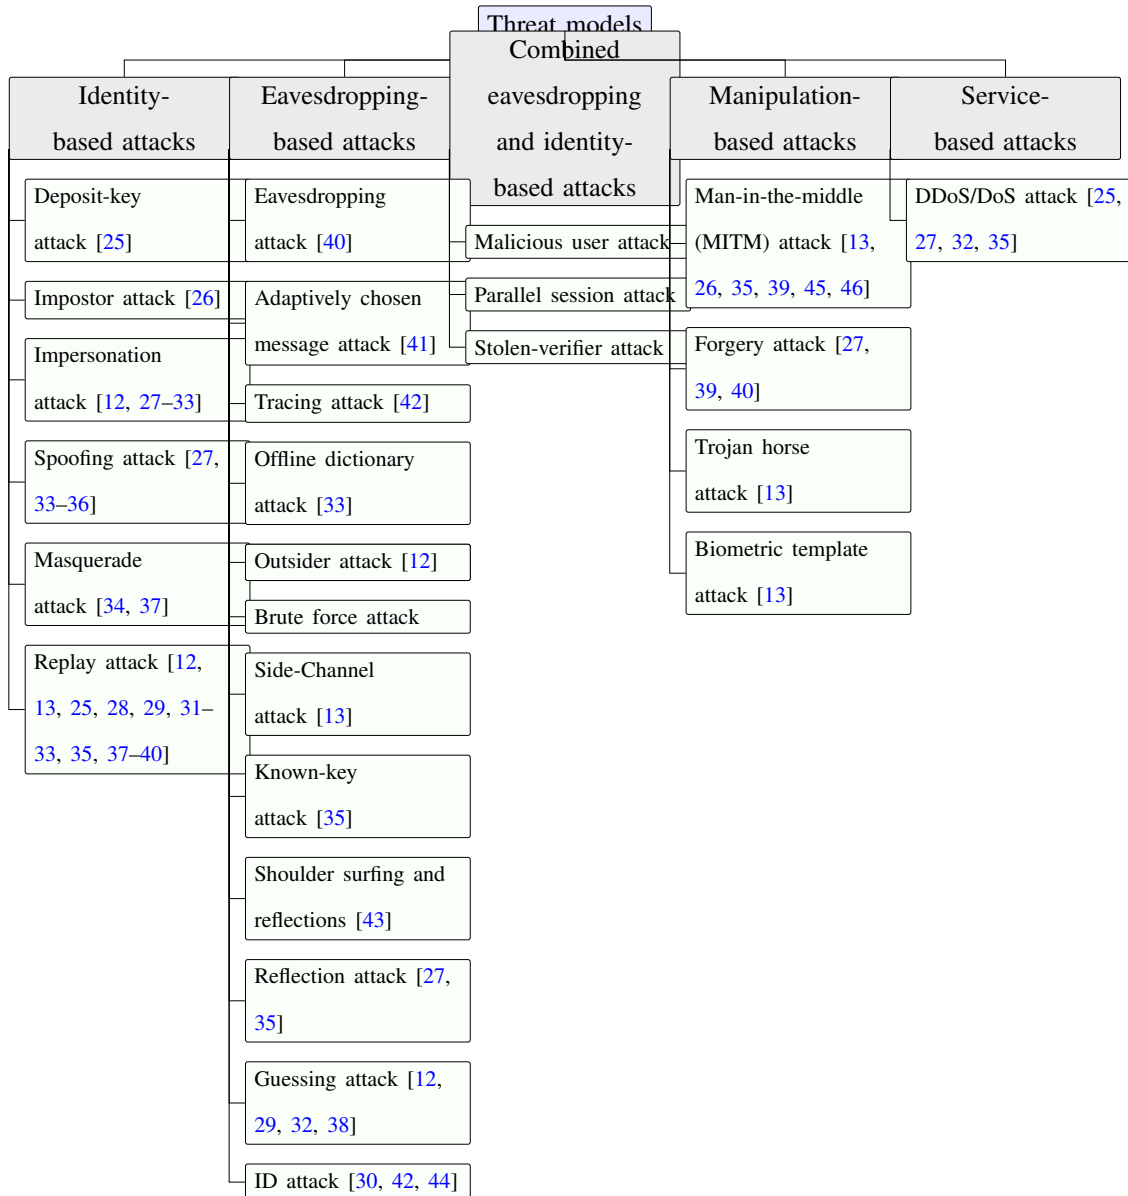 Threat models
Identity-
based attacks
Deposit-key
attack [25]
Impostor attack [26]
Impersonation
attack [12, 27–33]
Spoofing attack [27,
33–36]
Masquerade
attack [34, 37]
Replay attack [12,
13, 25, 28, 29, 31–
33, 35, 37–40]
Eavesdropping-
based attacks
Eavesdropping
attack [40]
Adaptively chosen
message attack [41]
Tracing attack [42]
Offline dictionary
attack [33]
Outsider attack [12]
Brute force attack
Side-Channel
attack [13]
Known-key
attack [35]
Shoulder surfing and
reflections [43]
Reflection attack [27,
35]
Guessing attack [12,
29, 32, 38]
ID attack [30, 42, 44]
Combined
eavesdropping
and identity-
based attacks
Malicious user attack
Parallel session attack
Stolen-verifier attack
Manipulation-
based attacks
Man-in-the-middle
(MITM) attack [13,
26, 35, 39, 45, 46]
Forgery attack [27,
39, 40]
Trojan horse
attack [13]
Biometric template
attack [13]
Service-
based attacks
DDoS/DoS attack [25,
27, 32, 35]